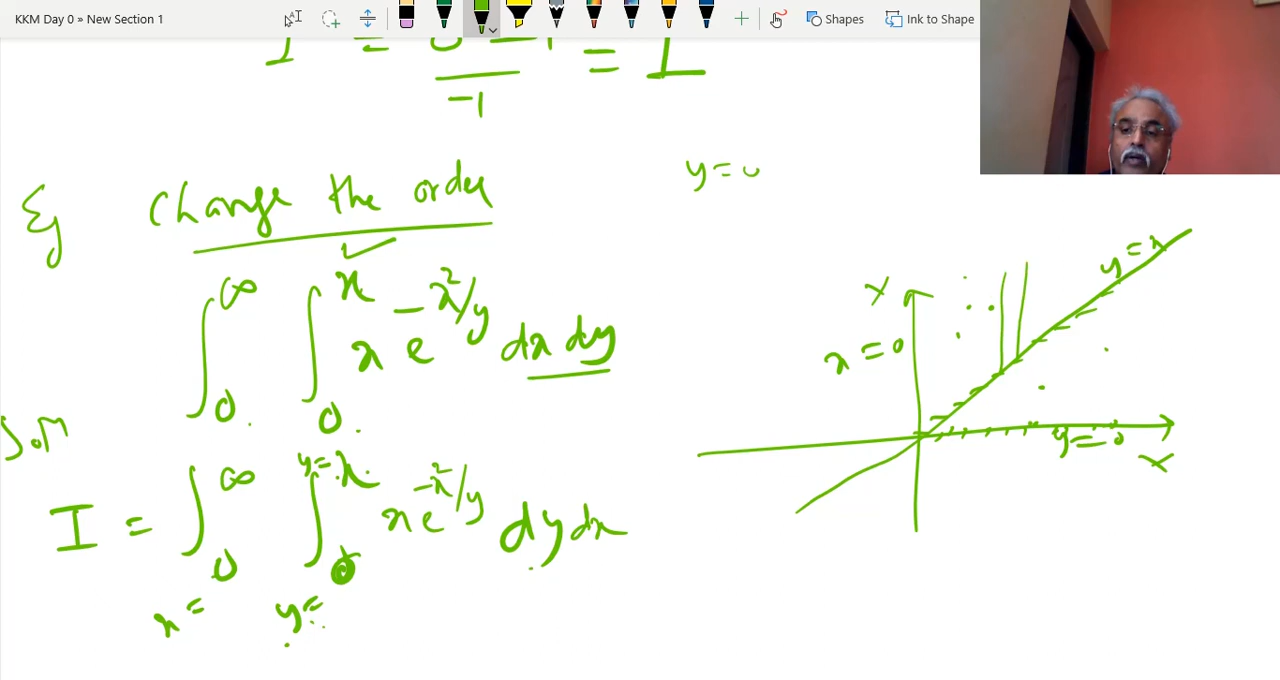 KKM Day 0 » New Section 1
Shapes
Ink to Shape
= I
-1
Eg Change the order
y=0
∫₀^∞ ∫₀^x x e^{-x²/y} dx dy
Soln
I = ∫_{x=0}^∞ ∫_{y=0}^{y=x} x e^{-x²/y} dy dx
y=x
x=0
y=0
X